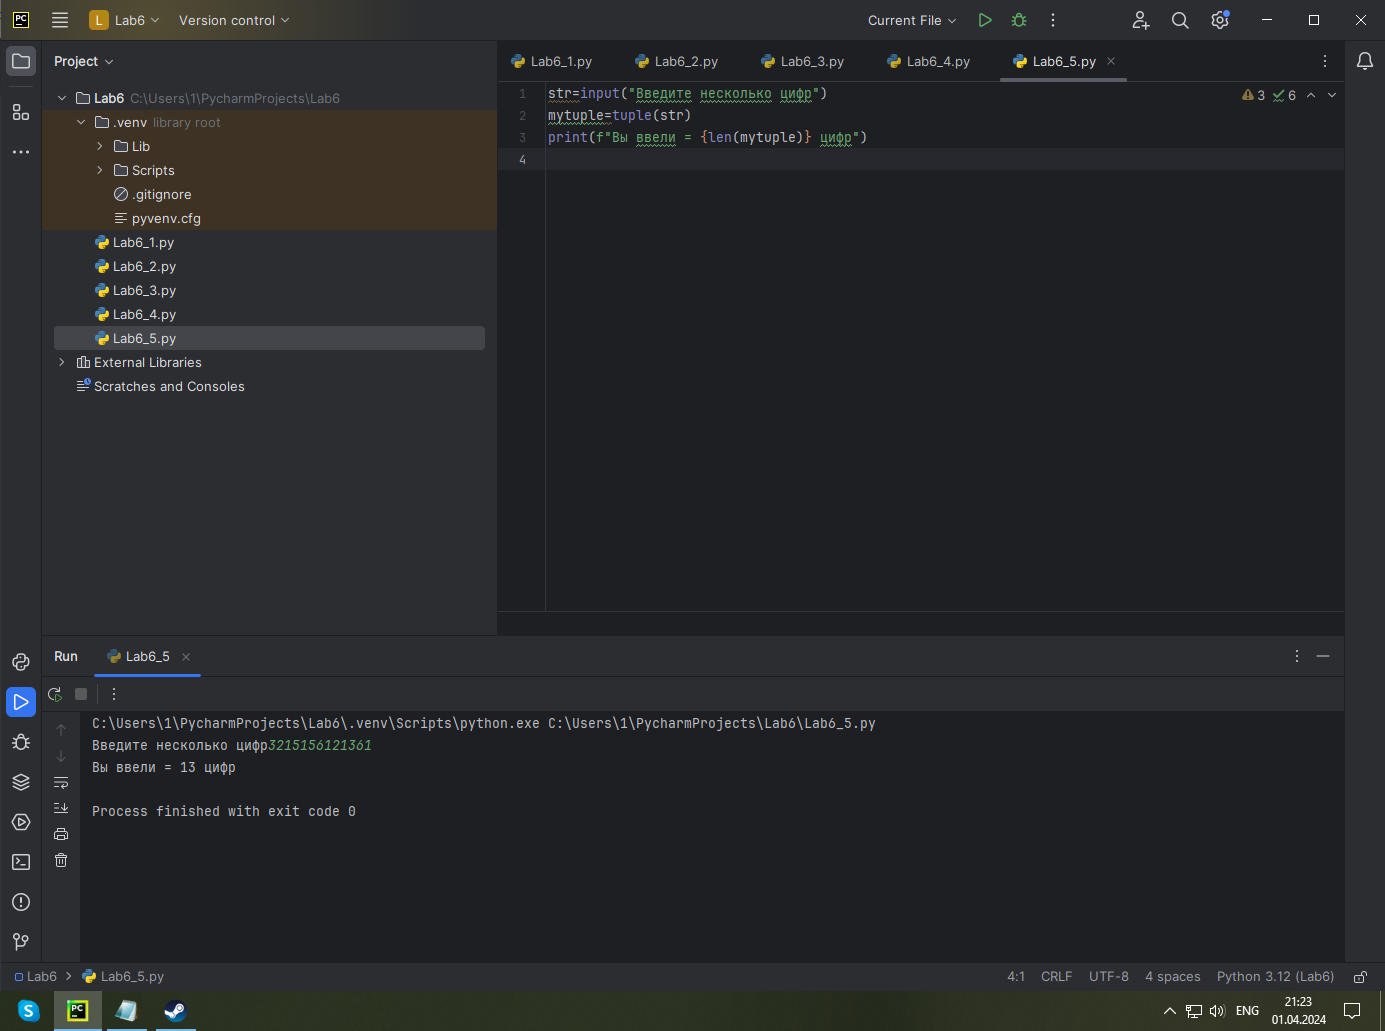 PC
L Lab6
Version control
Current File
Project
Lab6_1.py
Lab6_2.py
Lab6_3.py
Lab6_4.py
Lab6_5.py
Lab6 C:\Users\1\PycharmProjects\Lab6
.venv library root
Lib
Scripts
.gitignore
pyvenv.cfg
Lab6_1.py
Lab6_2.py
Lab6_3.py
Lab6_4.py
Lab6_5.py
External Libraries
Scratches and Consoles
1 str=input("Введите несколько цифр")
2 mytuple=tuple(str)
3 print(f"Вы ввели = {len(mytuple)} цифр")
4
3 6
Run
Lab6_5
C:\Users\1\PycharmProjects\Lab6\.venv\Scripts\python.exe C:\Users\1\PycharmProjects\Lab6\Lab6_5.py
Введите несколько цифр3215156121361
Вы ввели = 13 цифр
Process finished with exit code 0
Lab6 > Lab6_5.py
4:1 CRLF UTF-8 4 spaces Python 3.12 (Lab6)
S
PC
ENG
21:23
01.04.2024